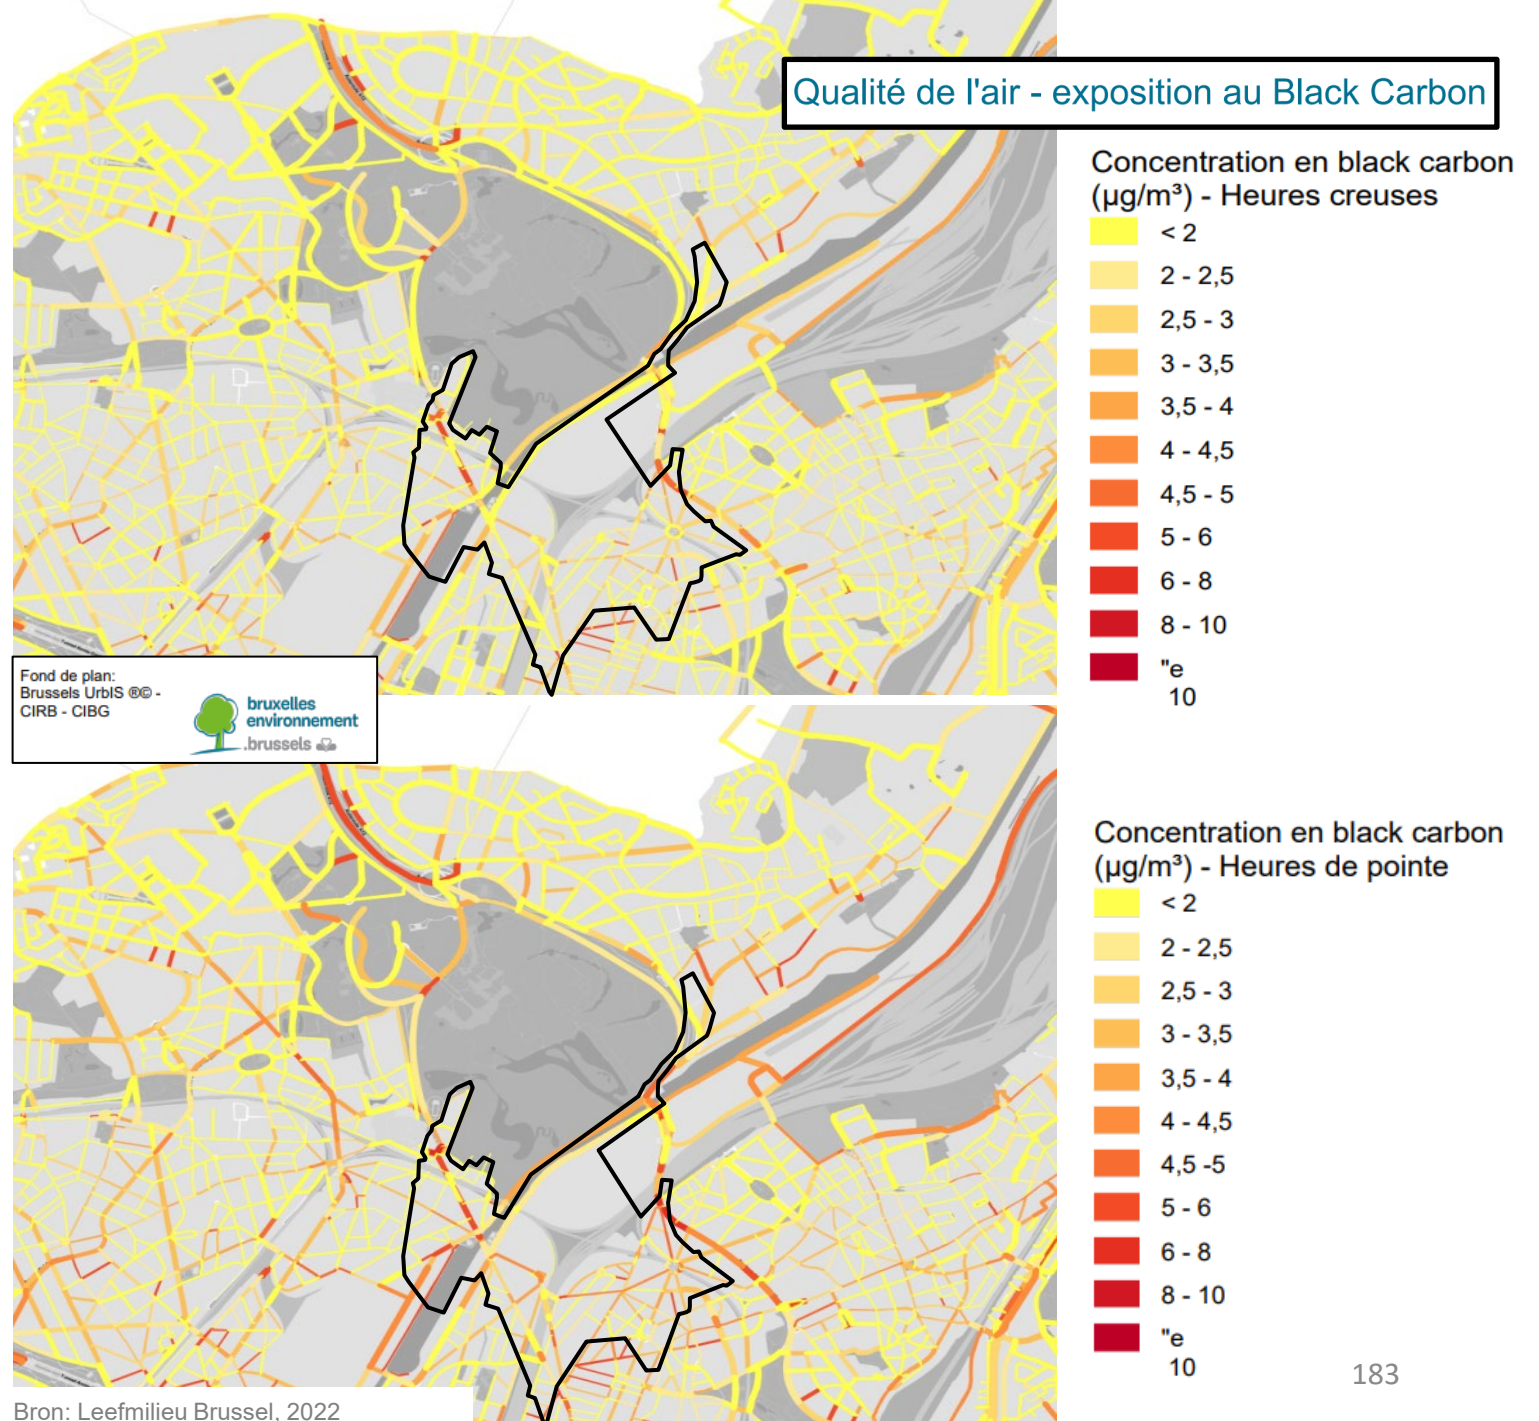 Qualité de l'air - exposition au Black Carbon
Concentration en black carbon
(µg/m³) - Heures creuses
< 2
2 - 2,5
2,5 - 3
3 - 3,5
3,5 - 4
4 - 4,5
4,5 - 5
5 - 6
6 - 8
8 - 10
"e
10
Fond de plan:
Brussels UrbIS ®© -
CIRB - CIBG
bruxelles
environnement
.brussels
Concentration en black carbon
(µg/m³) - Heures de pointe
< 2
2 - 2,5
2,5 - 3
3 - 3,5
3,5 - 4
4 - 4,5
4,5 -5
5 - 6
6 - 8
8 - 10
"e
10
183
Bron: Leefmilieu Brussel, 2022